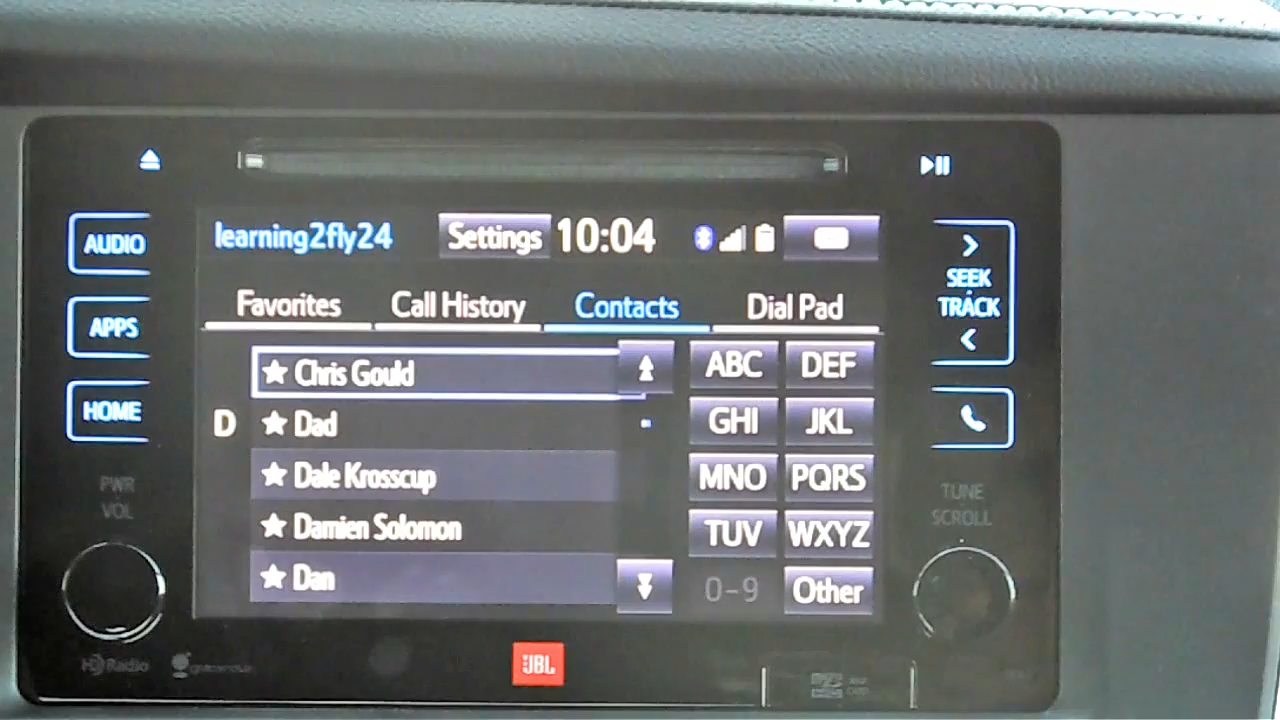 learning2fly24 Settings 10:04
AUDIO
APPS
HOME
PWR
VOL
SEEK
TRACK
TUNE
SCROLL
Favorites Call History Contacts Dial Pad
Chris Gould
D Dad
Dale Krosscup
Damien Solomon
Dan
ABC DEF
GHI JKL
MNO PQRS
TUV WXYZ
0-9 Other
HD Radio gracenote
JBL